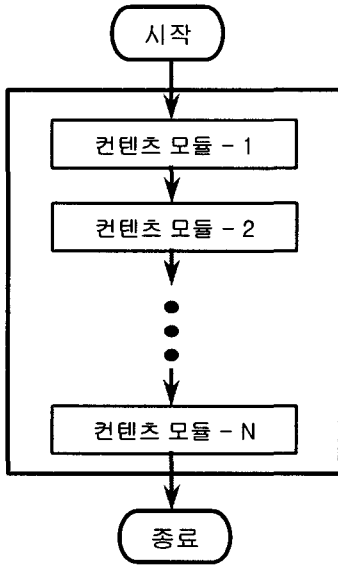 시작
컨텐츠 모듈 - 1
컨텐츠 모듈 - 2
컨텐츠 모듈 - N
종료